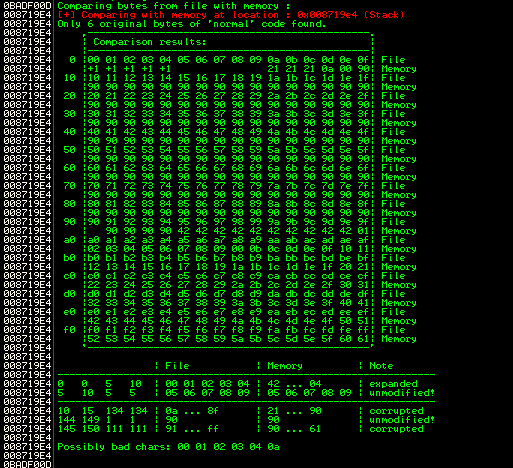 0BADF00D Comparing bytes from file with memory :
008719E4 [+] Comparing with memory at location : 0x008719e4 (Stack)
008719E4 Only 6 original bytes of 'normal' code found.
008719E4 ,-----------------------------------------------.
008719E4 | Comparison results:                           |
008719E4 |-----------------------------------------------|
008719E4  0 |00 01 02 03 04 05 06 07 08 09 0a 0b 0c 0d 0e 0f| File
008719E4    |+1 +1 +1 +1 +1                21 21 21 0a 00 90| Memory
008719E4 10 |10 11 12 13 14 15 16 17 18 19 1a 1b 1c 1d 1e 1f| File
008719E4    |90 90 90 90 90 90 90 90 90 90 90 90 90 90 90 90| Memory
008719E4 20 |20 21 22 23 24 25 26 27 28 29 2a 2b 2c 2d 2e 2f| File
008719E4    |90 90 90 90 90 90 90 90 90 90 90 90 90 90 90 90| Memory
008719E4 30 |30 31 32 33 34 35 36 37 38 39 3a 3b 3c 3d 3e 3f| File
008719E4    |90 90 90 90 90 90 90 90 90 90 90 90 90 90 90 90| Memory
008719E4 40 |40 41 42 43 44 45 46 47 48 49 4a 4b 4c 4d 4e 4f| File
008719E4    |90 90 90 90 90 90 90 90 90 90 90 90 90 90 90 90| Memory
008719E4 50 |50 51 52 53 54 55 56 57 58 59 5a 5b 5c 5d 5e 5f| File
008719E4    |90 90 90 90 90 90 90 90 90 90 90 90 90 90 90 90| Memory
008719E4 60 |60 61 62 63 64 65 66 67 68 69 6a 6b 6c 6d 6e 6f| File
008719E4    |90 90 90 90 90 90 90 90 90 90 90 90 90 90 90 90| Memory
008719E4 70 |70 71 72 73 74 75 76 77 78 79 7a 7b 7c 7d 7e 7f| File
008719E4    |90 90 90 90 90 90 90 90 90 90 90 90 90 90 90 90| Memory
008719E4 80 |80 81 82 83 84 85 86 87 88 89 8a 8b 8c 8d 8e 8f| File
008719E4    |90 90 90 90 90 90 90 90 90 90 90 90 90 90 90 90| Memory
008719E4 90 |90 91 92 93 94 95 96 97 98 99 9a 9b 9c 9d 9e 9f| File
008719E4    |90 90 90 90 42 42 42 42 42 42 42 42 42 42 42 01| Memory
008719E4 a0 |a0 a1 a2 a3 a4 a5 a6 a7 a8 a9 aa ab ac ad ae af| File
008719E4    |02 03 04 05 06 07 08 09 00 0b 0c 0d 0e 0f 10 11| Memory
008719E4 b0 |b0 b1 b2 b3 b4 b5 b6 b7 b8 b9 ba bb bc bd be bf| File
008719E4    |12 13 14 15 16 17 18 19 1a 1b 1c 1d 1e 1f 20 21| Memory
008719E4 c0 |c0 c1 c2 c3 c4 c5 c6 c7 c8 c9 ca cb cc cd ce cf| File
008719E4    |22 23 24 25 26 27 28 29 2a 2b 2c 2d 2e 2f 30 31| Memory
008719E4 d0 |d0 d1 d2 d3 d4 d5 d6 d7 d8 d9 da db dc dd de df| File
008719E4    |32 33 34 35 36 37 38 39 3a 3b 3c 3d 3e 3f 40 41| Memory
008719E4 e0 |e0 e1 e2 e3 e4 e5 e6 e7 e8 e9 ea eb ec ed ee ef| File
008719E4    |42 43 44 45 46 47 48 49 4a 4b 4c 4d 4e 4f 50 51| Memory
008719E4 f0 |f0 f1 f2 f3 f4 f5 f6 f7 f8 f9 fa fb fc fd fe ff| File
008719E4    |52 53 54 55 56 57 58 59 5a 5b 5c 5d 5e 5f 60 61| Memory
008719E4 `-----------------------------------------------'
008719E4
008719E4                 | File           | Memory         | Note
008719E4 ------------------------------------------------------------
008719E4 0   0   5   10  | 00 01 02 03 04 | 42 ... 04      | expanded
008719E4 5   10  5   5   | 05 06 07 08 09 | 05 06 07 08 09 | unmodified!
008719E4 ------------------------------------------------------------
008719E4 10  15  134 134 | 0a ... 8f      | 21 ... 90      | corrupted
008719E4 144 149 1   1   | 90             | 90             | unmodified!
008719E4 145 150 111 111 | 91 ... ff      | 90 ... 61      | corrupted
008719E4
008719E4 Possibly bad chars: 00 01 02 03 04 0a
008719E4
0BADF00D